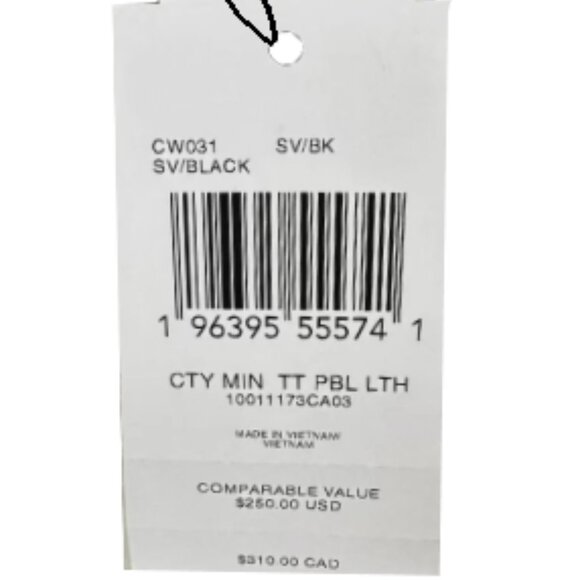 CW031 SV/BK
SV/BLACK
1 96395 55574 1
CTY MIN TT PBL LTH
10011173CA03
MADE IN VIETNAM/
VIETNAM
COMPARABLE VALUE
$250.00 USD
$310.00 CAD